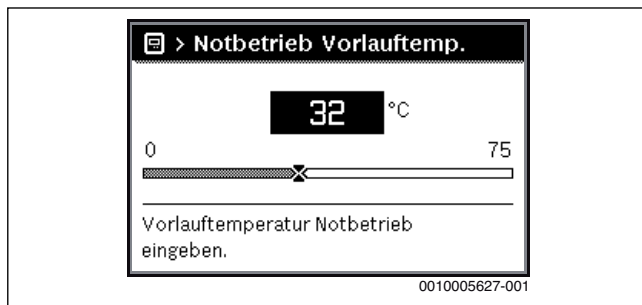 > Notbetrieb Vorlauftemp.
32 °C
0 75
Vorlauftemperatur Notbetrieb
eingeben.
0010005627-001